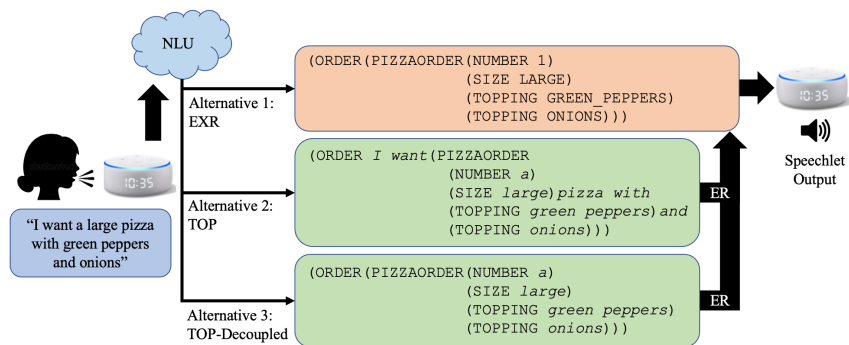 NLU
10:35
“I want a large pizza
with green peppers
and onions”
Alternative 1:
EXR
(ORDER(PIZZAORDER(NUMBER 1)
(SIZE LARGE)
(TOPPING GREEN_PEPPERS)
(TOPPING ONIONS)))
Alternative 2:
TOP
(ORDER I want(PIZZAORDER
(NUMBER a)
(SIZE large)pizza with
(TOPPING green peppers)and
(TOPPING onions)))
ER
Alternative 3:
TOP-Decoupled
(ORDER(PIZZAORDER(NUMBER a)
(SIZE large)
(TOPPING green peppers)
(TOPPING onions)))
ER
10:35
Speechlet
Output